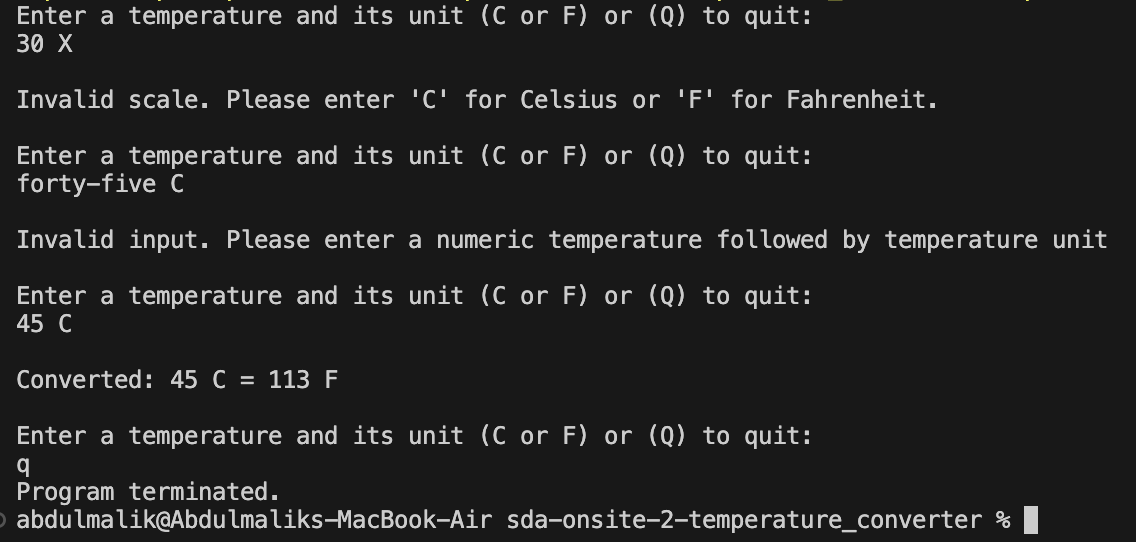 Enter a temperature and its unit (C or F) or (Q) to quit:
30 X
Invalid scale. Please enter 'C' for Celsius or 'F' for Fahrenheit.
Enter a temperature and its unit (C or F) or (Q) to quit:
forty-five C
Invalid input. Please enter a numeric temperature followed by temperature unit
Enter a temperature and its unit (C or F) or (Q) to quit:
45 C
Converted: 45 C = 113 F
Enter a temperature and its unit (C or F) or (Q) to quit:
q
Program terminated.
abdulmalik@Abdulmaliks-MacBook-Air sda-onsite-2-temperature_converter %